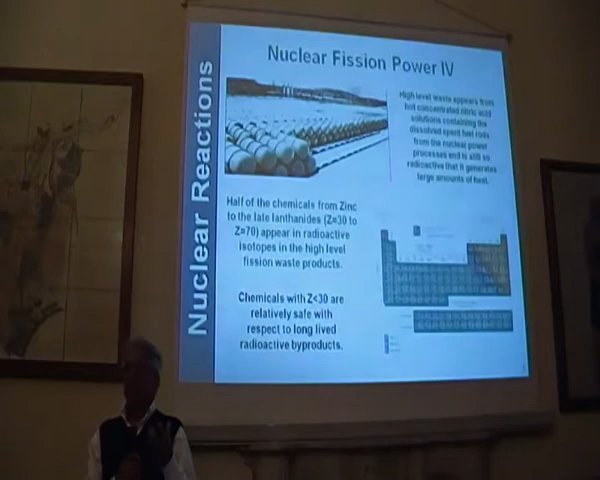 Nuclear Reactions
Nuclear Fission Power IV
High level waste appears from
hot concentrated nitric acid
solutions containing the
dissolved spent fuel rods
from the nuclear power
processes and is still so
radioactive that it generates
large amounts of heat.
Half of the chemicals from Zinc
to the late lanthanides (Z=30 to
Z=70) appear in radioactive
isotopes in the high level
fission waste products.
Chemicals with Z<30 are
relatively safe with
respect to long lived
radioactive byproducts.